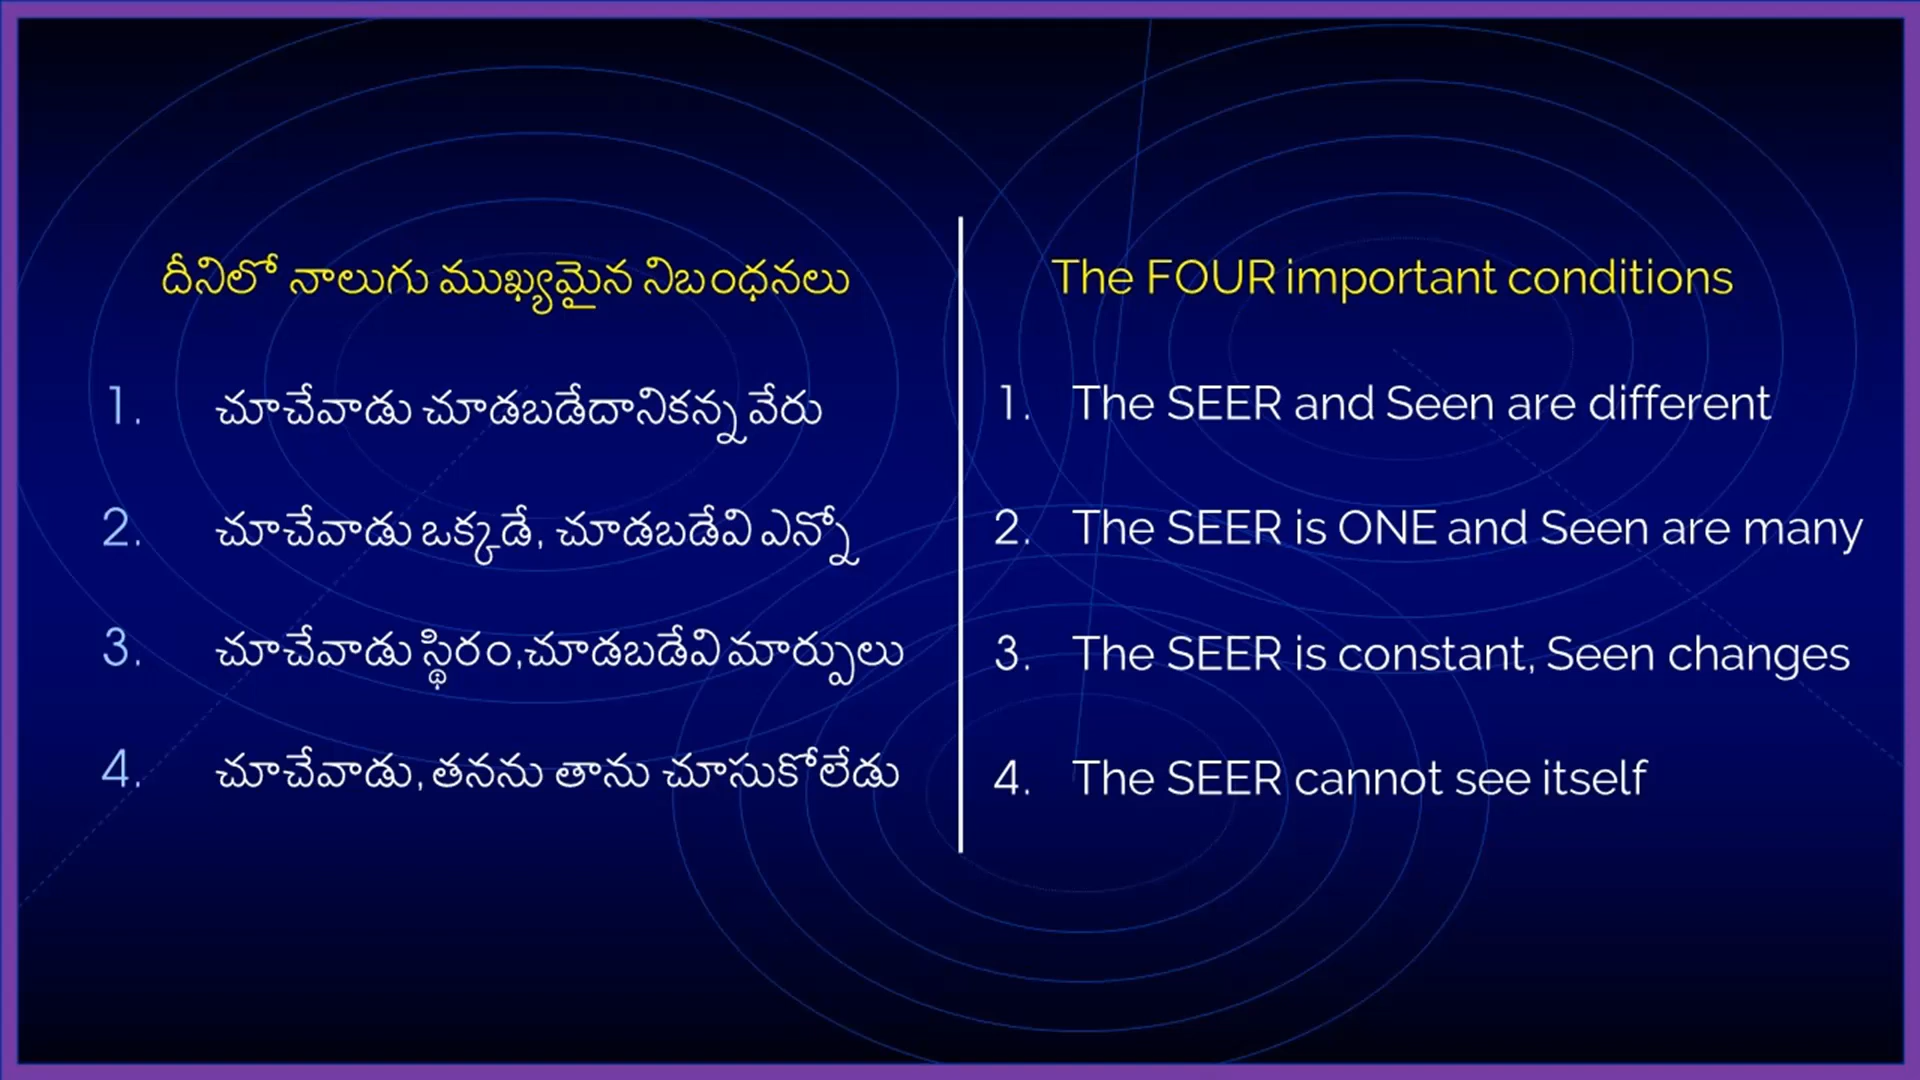 దీనిలో నాలుగు ముఖ్యమైన నిబంధనలు
1. చూచేవాడు చూడబడేదానికన్న వేరు
2. చూచేవాడు ఒక్కడే, చూడబడేవి ఎన్నో
3. చూచేవాడు స్థిరం,చూడబడేవి మార్పులు
4. చూచేవాడు, తనను తాను చూసుకోలేడు
The FOUR important conditions
1. The SEER and Seen are different
2. The SEER is ONE and Seen are many
3. The SEER is constant, Seen changes
4. The SEER cannot see itself